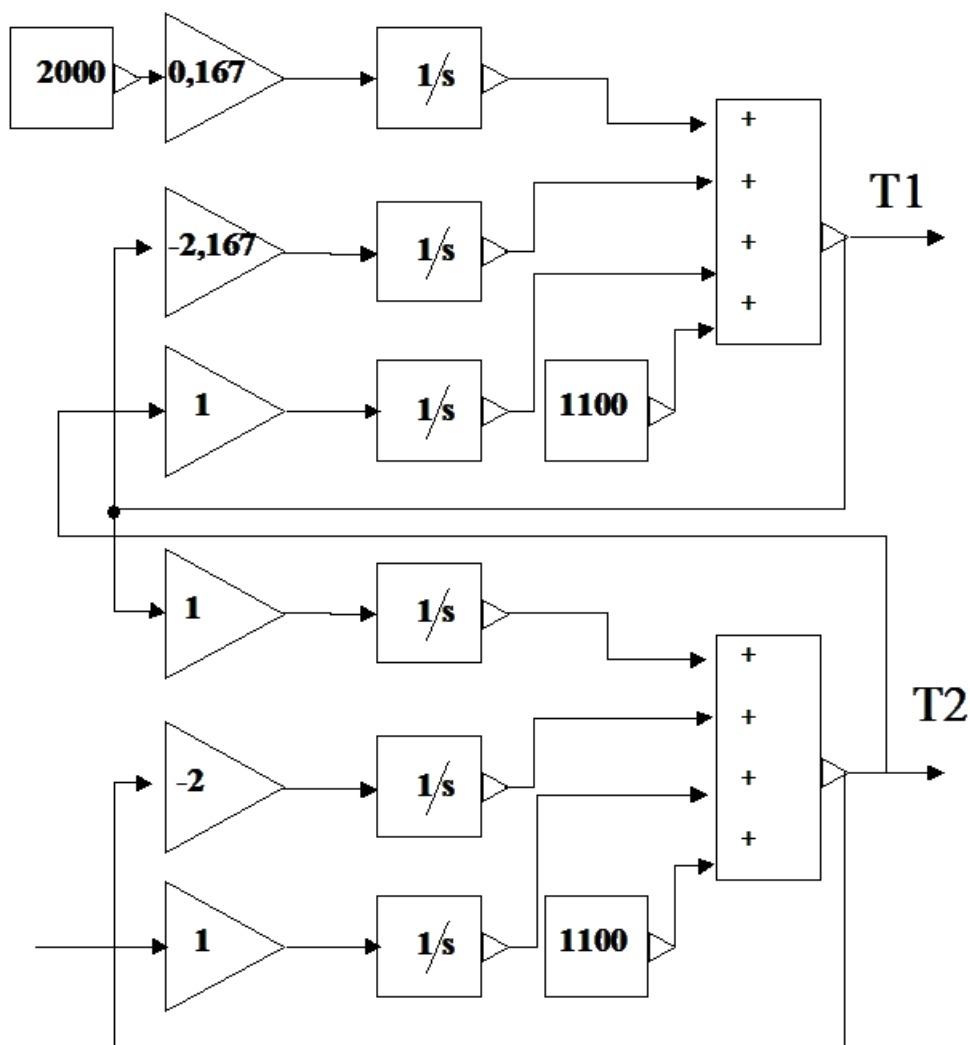 2000
0,167
1/s
+
+
+
+
T1
-2,167
1/s
1
1/s
1100
1
1/s
+
+
+
+
T2
-2
1/s
1
1/s
1100